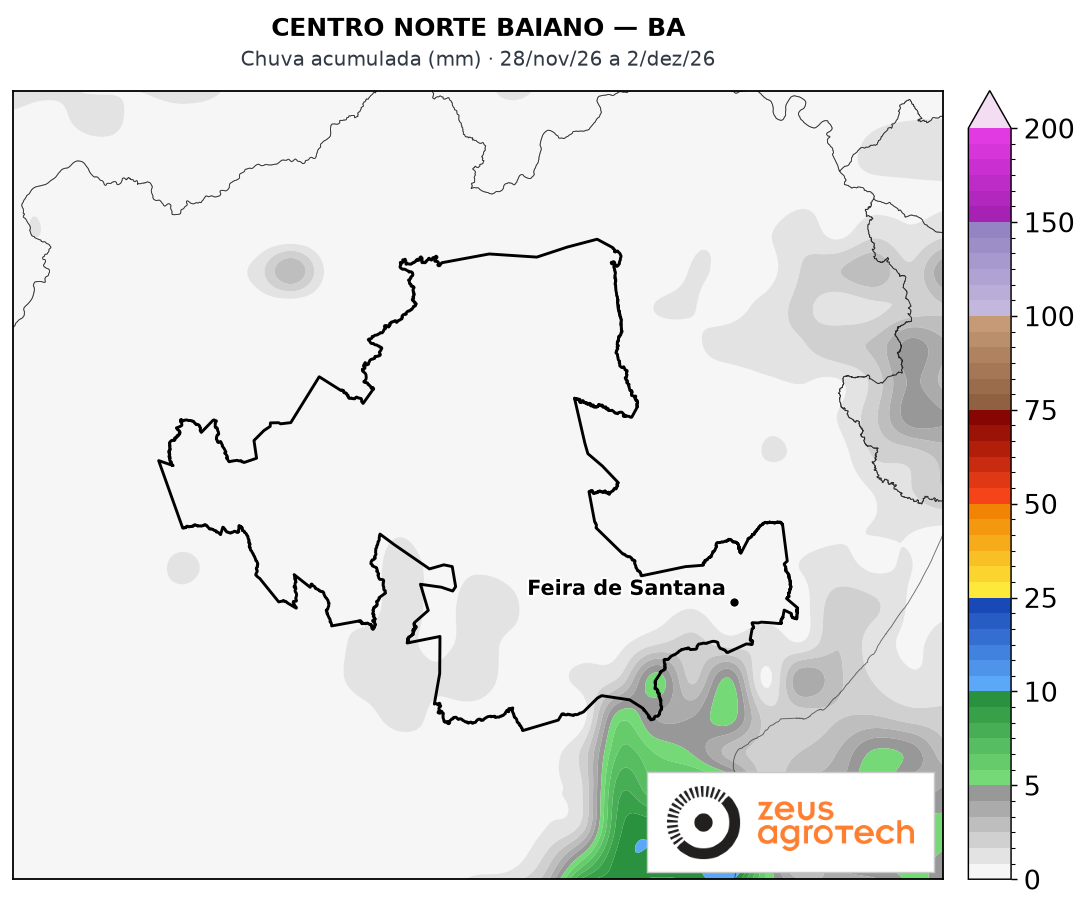 CENTRO NORTE BAIANO — BA
Chuva acumulada (mm) · 28/nov/26 a 2/dez/26
200
150
100
75
50
25
10
5
0
Feira de Santana
zeus
agrotech